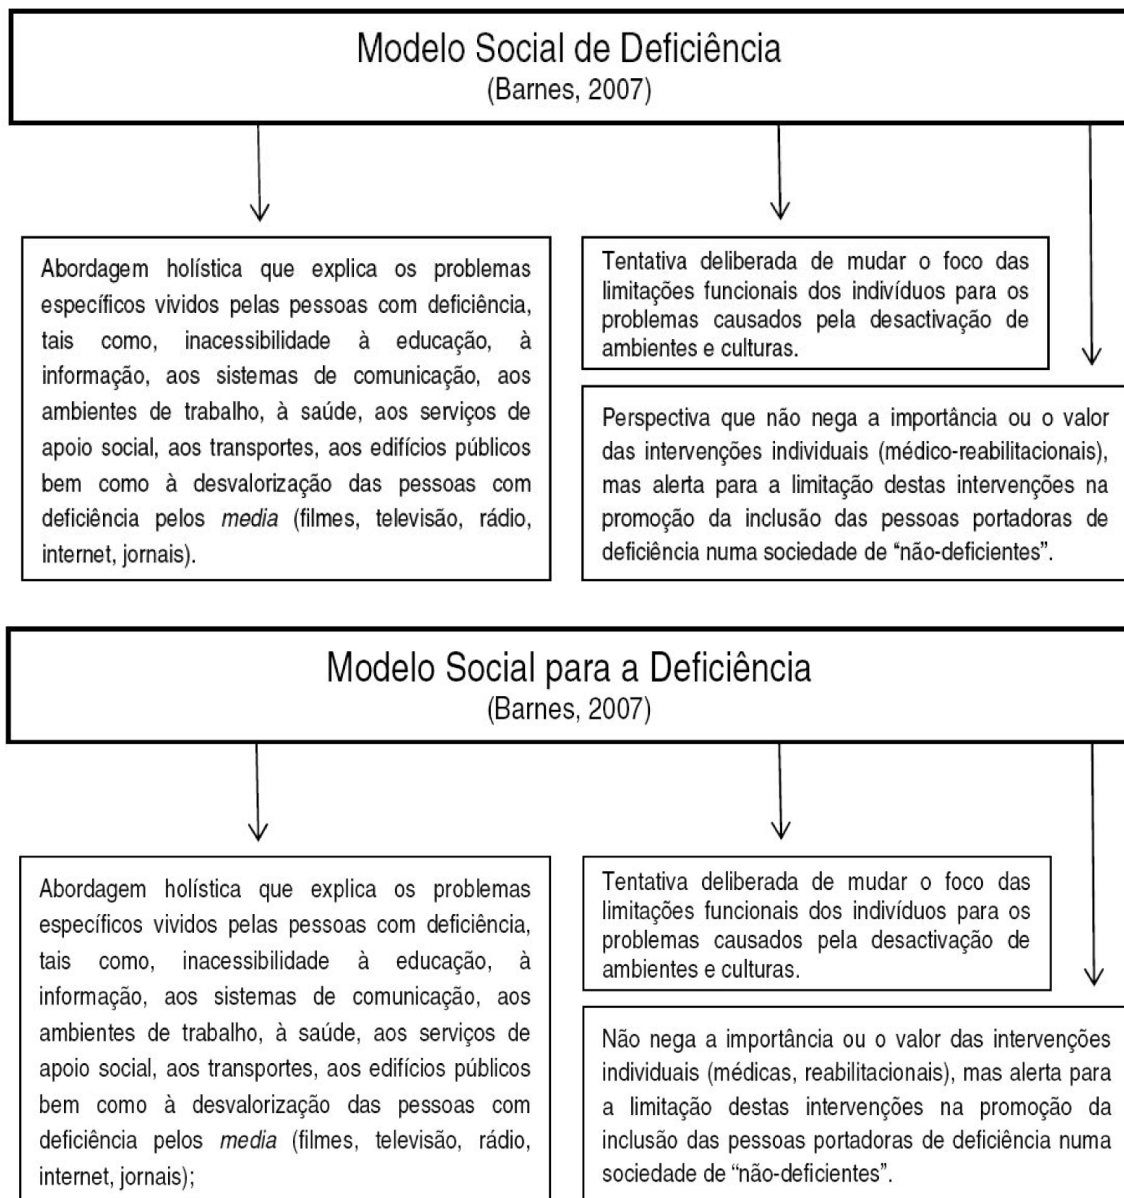 Modelo Social de Deficiência
(Barnes, 2007)
Abordagem holística que explica os problemas
específicos vividos pelas pessoas com deficiência,
tais como, inacessibilidade à educação, à
informação, aos sistemas de comunicação, aos
ambientes de trabalho, à saúde, aos serviços de
apoio social, aos transportes, aos edifícios públicos
bem como à desvalorização das pessoas com
deficiência pelos media (filmes, televisão, rádio,
internet, jornais).
Tentativa deliberada de mudar o foco das
limitações funcionais dos indivíduos para os
problemas causados pela desactivação de
ambientes e culturas.
Perspectiva que não nega a importância ou o valor
das intervenções individuais (médico-reabilitacionais),
mas alerta para a limitação destas intervenções na
promoção da inclusão das pessoas portadoras de
deficiência numa sociedade de “não-deficientes”.
Modelo Social para a Deficiência
(Barnes, 2007)
Abordagem holística que explica os problemas
específicos vividos pelas pessoas com deficiência,
tais como, inacessibilidade à educação, à
informação, aos sistemas de comunicação, aos
ambientes de trabalho, à saúde, aos serviços de
apoio social, aos transportes, aos edifícios públicos
bem como à desvalorização das pessoas com
deficiência pelos media (filmes, televisão, rádio,
internet, jornais);
Tentativa deliberada de mudar o foco das
limitações funcionais dos indivíduos para os
problemas causados pela desactivação de
ambientes e culturas.
Não nega a importância ou o valor das intervenções
individuais (médicas, reabilitacionais), mas alerta para
a limitação destas intervenções na promoção da
inclusão das pessoas portadoras de deficiência numa
sociedade de “não-deficientes”.